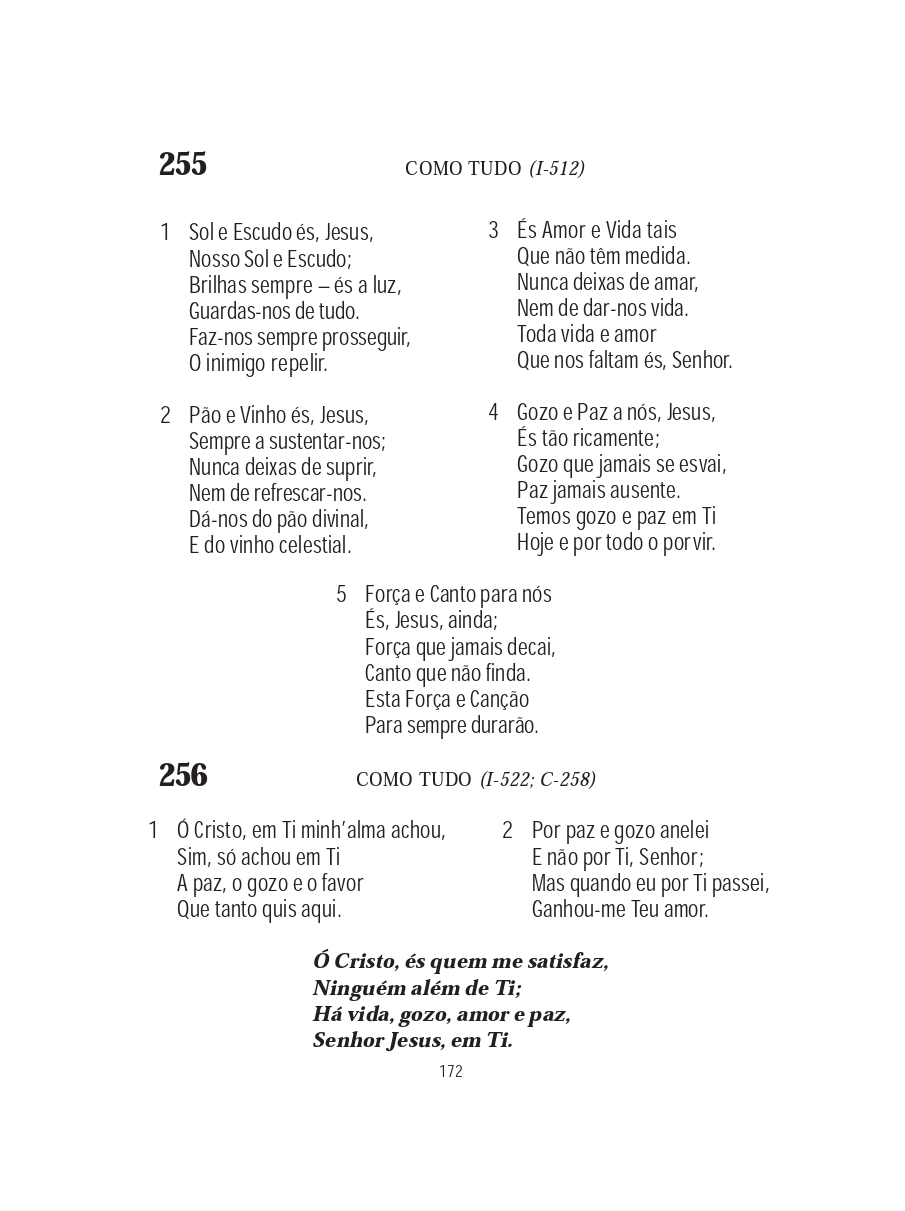 255
COMO TUDO (I-512)
1 Sol e Escudo és, Jesus,
Nosso Sol e Escudo;
Brilhas sempre – és a luz,
Guardas-nos de tudo.
Faz-nos sempre prosseguir,
O inimigo repelir.
2 Pão e Vinho és, Jesus,
Sempre a sustentar-nos;
Nunca deixas de suprir,
Nem de refrescar-nos.
Dá-nos do pão divinal,
E do vinho celestial.
3 És Amor e Vida tais
Que não têm medida.
Nunca deixas de amar,
Nem de dar-nos vida.
Toda vida e amor
Que nos faltam és, Senhor.
4 Gozo e Paz a nós, Jesus,
És tão ricamente;
Gozo que jamais se esvai,
Paz jamais ausente.
Temos gozo e paz em Ti
Hoje e por todo o porvir.
5 Força e Canto para nós
És, Jesus, ainda;
Força que jamais decai,
Canto que não finda.
Esta Força e Canção
Para sempre durarão.
256
COMO TUDO (I-522; C-258)
1 Ó Cristo, em Ti minh’alma achou,
Sim, só achou em Ti
A paz, o gozo e o favor
Que tanto quis aqui.
2 Por paz e gozo anelei
E não por Ti, Senhor;
Mas quando eu por Ti passei,
Ganhou-me Teu amor.
Ó Cristo, és quem me satisfaz,
Ninguém além de Ti;
Há vida, gozo, amor e paz,
Senhor Jesus, em Ti.
172